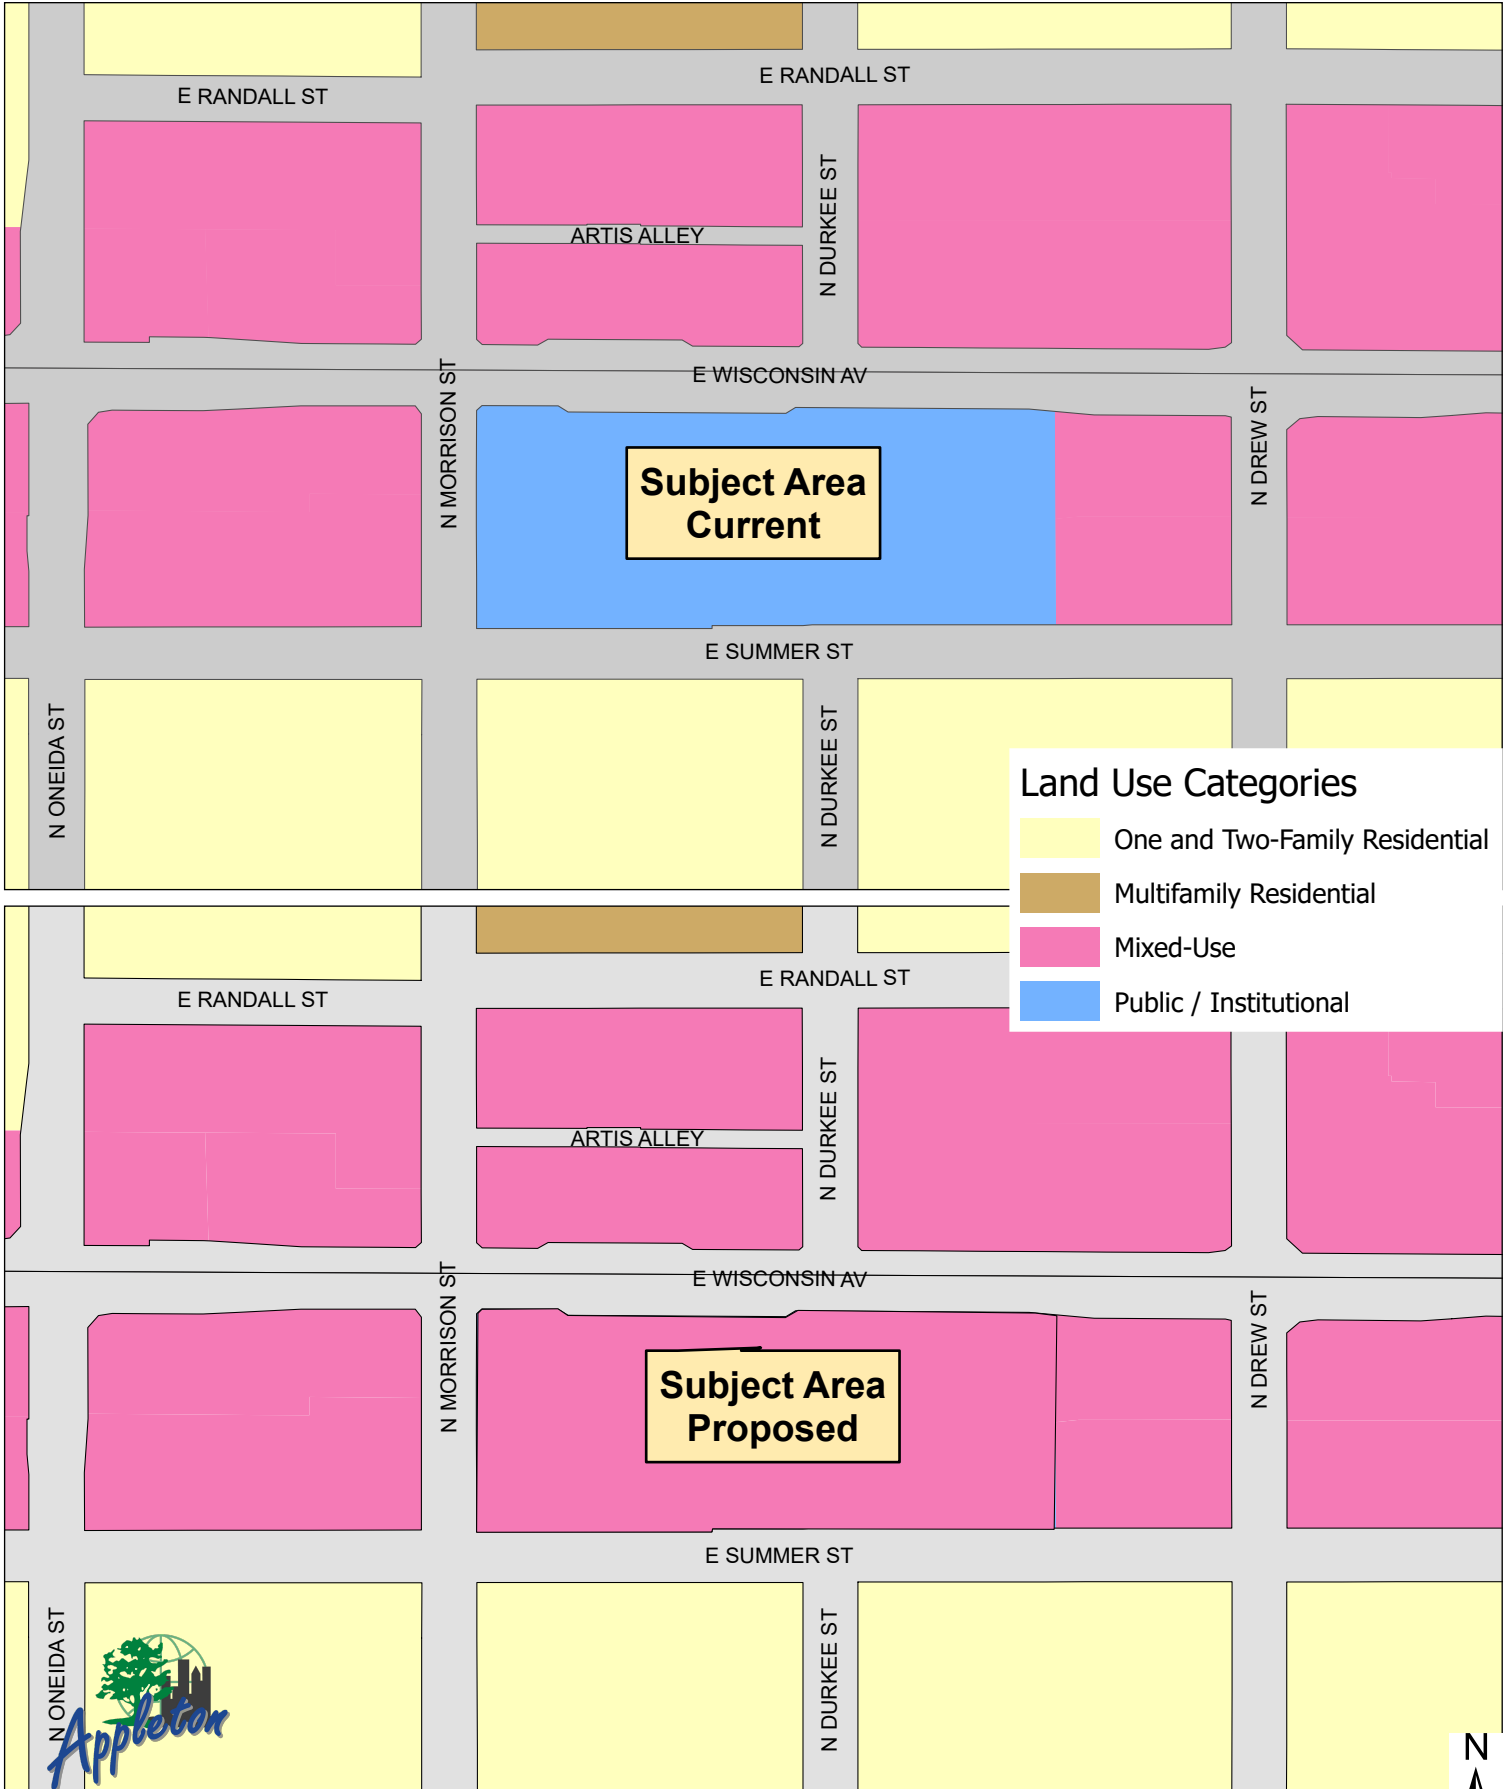 E RANDALL ST
E RANDALL ST
N DURKEE ST
ARTIS ALLEY
E WISCONSIN AV
N MORRISON ST
N DREW ST
Subject Area
Current
E SUMMER ST
N ONEIDA ST
N DURKEE ST
Land Use Categories
One and Two-Family Residential
Multifamily Residential
Mixed-Use
Public / Institutional
E RANDALL ST
E RANDALL ST
N DURKEE ST
ARTIS ALLEY
E WISCONSIN AV
N MORRISON ST
N DREW ST
Subject Area
Proposed
E SUMMER ST
N ONEIDA ST
N DURKEE ST
Appleton
N